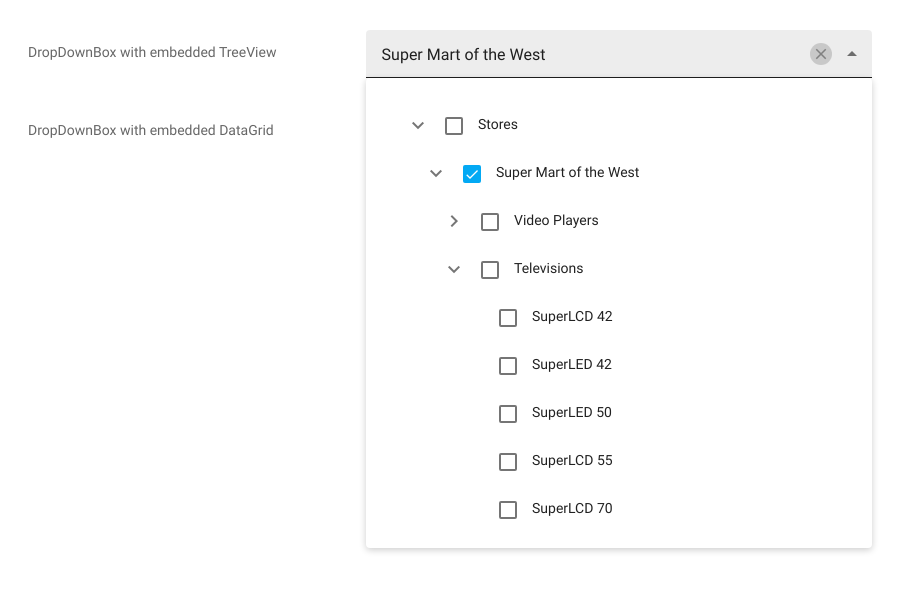 DropDownBox with embedded TreeView
Super Mart of the West
DropDownBox with embedded DataGrid
Stores
Super Mart of the West
Video Players
Televisions
SuperLCD 42
SuperLED 42
SuperLED 50
SuperLCD 55
SuperLCD 70